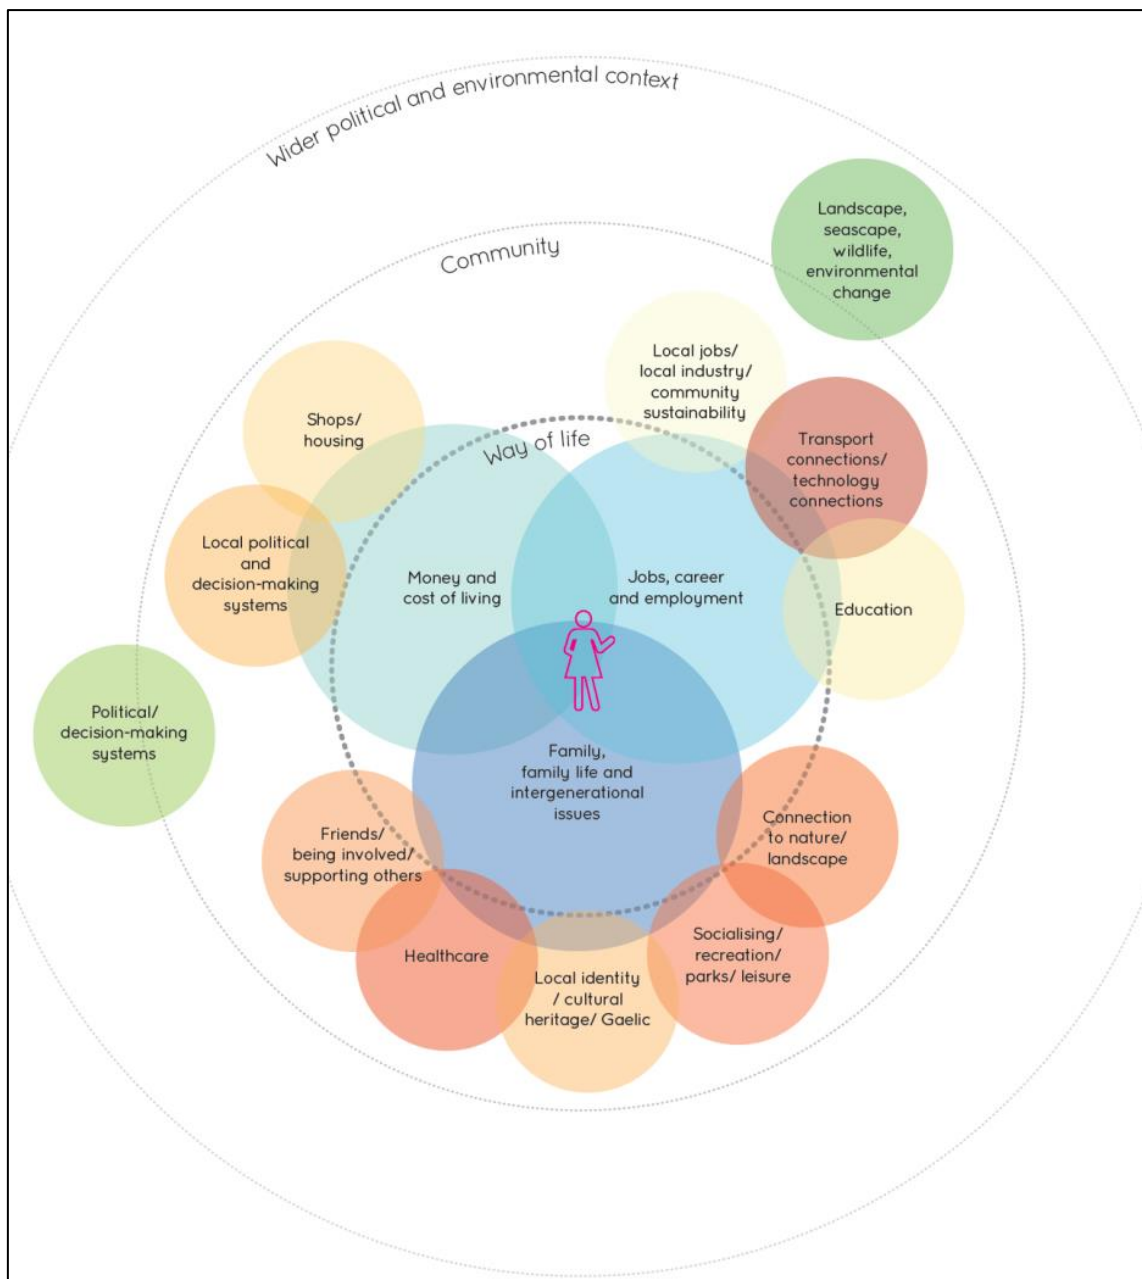 Wider political and environmental context
Landscape,
seascape,
wildlife,
environmental
change
Community
Local jobs/
local industry/
community
sustainability
Shops/
housing
Way of life
Transport
connections/
technology
connections
Local political
and
decision-making
systems
Money and
cost of living
Jobs, career
and employment
Education
Political/
decision-making
systems
Family,
family life and
intergenerational
issues
Friends/
being involved/
supporting others
Connection
to nature/
landscape
Healthcare
Local identity
/ cultural
heritage/ Gaelic
Socialising/
recreation/
parks/ leisure